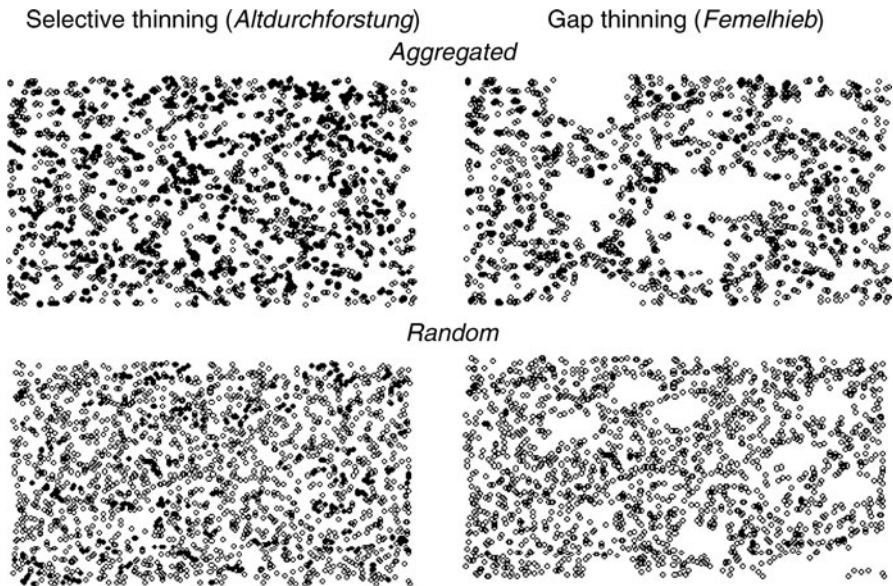 Selective thinning (Altdurchforstung) Gap thinning (Femelhieb)
Aggregated
Random